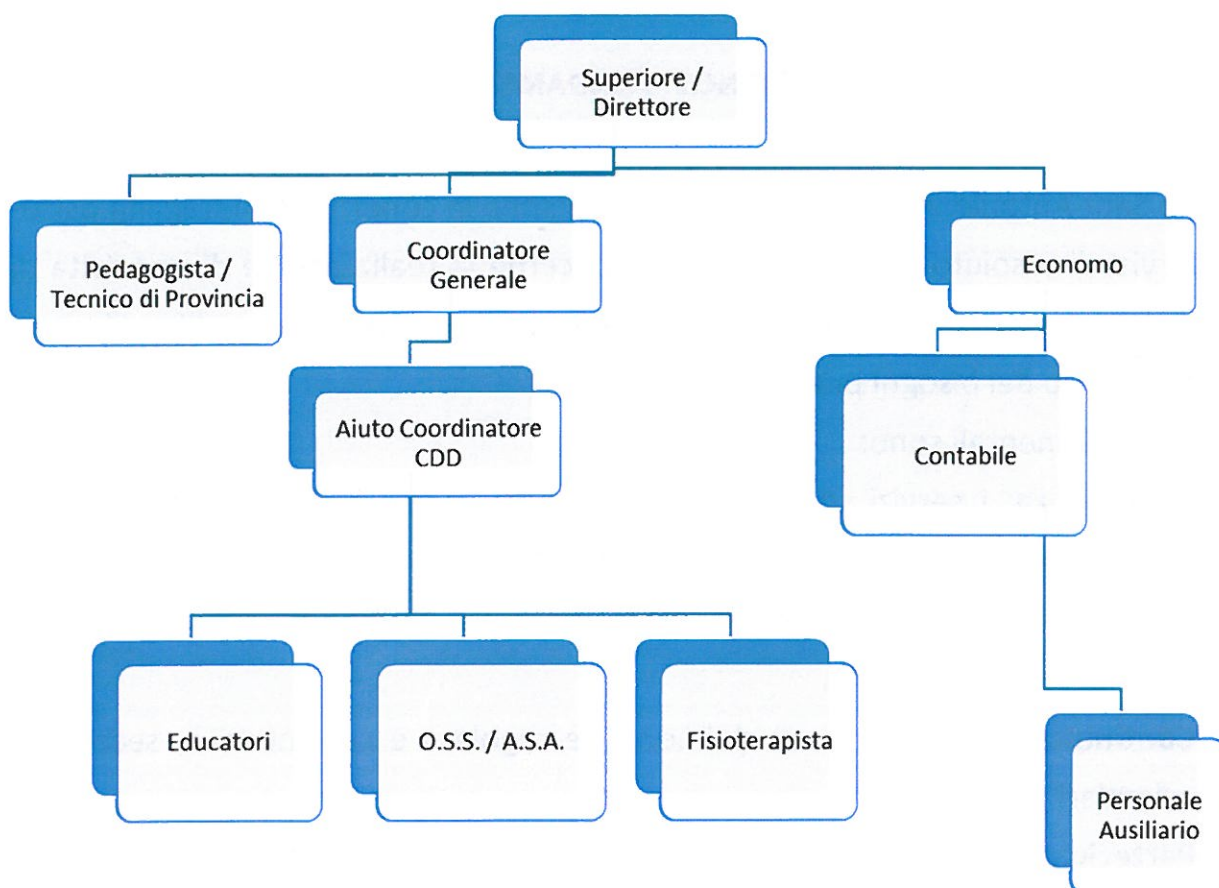 Superiore /
Direttore
Pedagogista /
Tecnico di Provincia
Coordinatore
Generale
Economo
Aiuto Coordinatore
CDD
Contabile
Educatori
O.S.S. / A.S.A.
Fisioterapista
Personale
Ausiliario